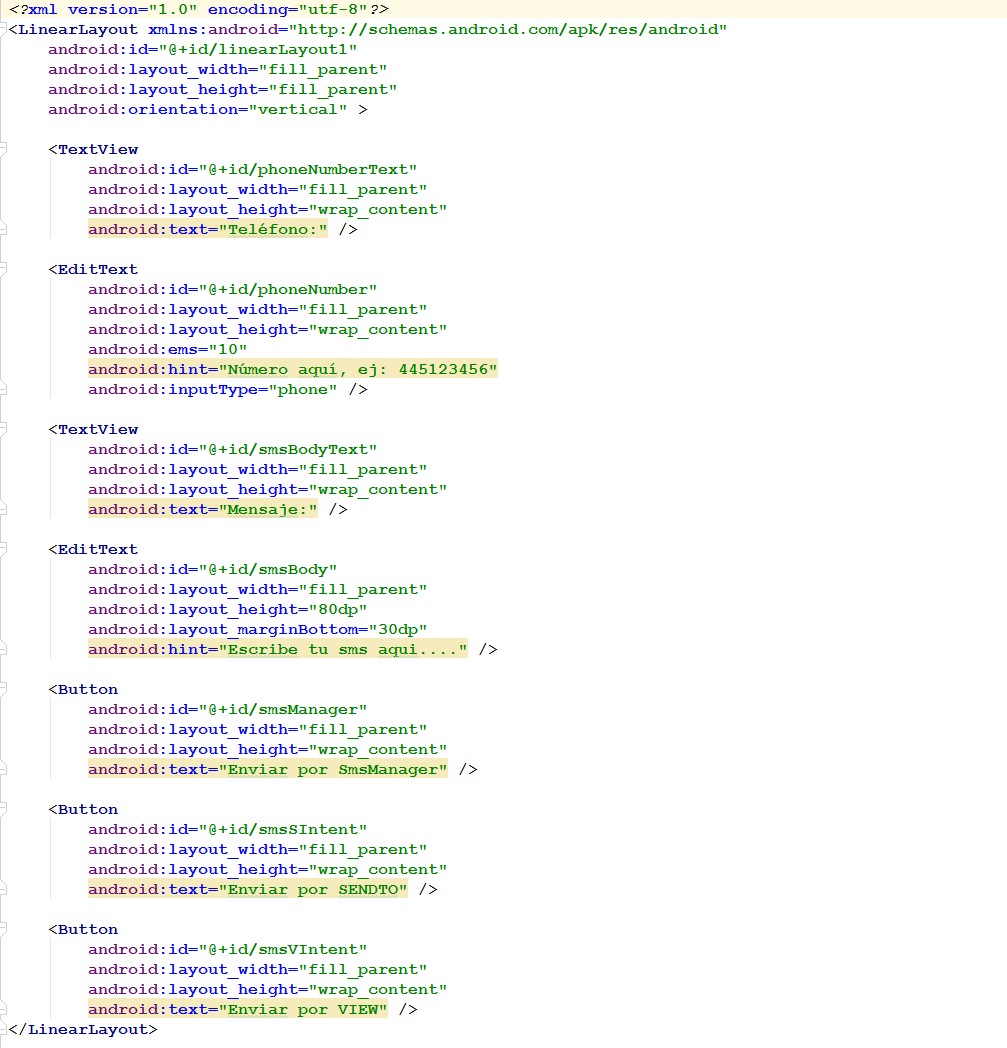 <?xml version="1.0" encoding="utf-8"?>
<LinearLayout xmlns:android="http://schemas.android.com/apk/res/android"
    android:id="@+id/linearLayout1"
    android:layout_width="fill_parent"
    android:layout_height="fill_parent"
    android:orientation="vertical" >

    <TextView
        android:id="@+id/phoneNumberText"
        android:layout_width="fill_parent"
        android:layout_height="wrap_content"
        android:text="Teléfono:" />

    <EditText
        android:id="@+id/phoneNumber"
        android:layout_width="fill_parent"
        android:layout_height="wrap_content"
        android:ems="10"
        android:hint="Número aquí, ej: 445123456"
        android:inputType="phone" />

    <TextView
        android:id="@+id/smsBodyText"
        android:layout_width="fill_parent"
        android:layout_height="wrap_content"
        android:text="Mensaje:" />

    <EditText
        android:id="@+id/smsBody"
        android:layout_width="fill_parent"
        android:layout_height="80dp"
        android:layout_marginBottom="30dp"
        android:hint="Escribe tu sms aqui...." />

    <Button
        android:id="@+id/smsManager"
        android:layout_width="fill_parent"
        android:layout_height="wrap_content"
        android:text="Enviar por SmsManager" />

    <Button
        android:id="@+id/smsSIntent"
        android:layout_width="fill_parent"
        android:layout_height="wrap_content"
        android:text="Enviar por SENDTO" />

    <Button
        android:id="@+id/smsVIntent"
        android:layout_width="fill_parent"
        android:layout_height="wrap_content"
        android:text="Enviar por VIEW" />
</LinearLayout>